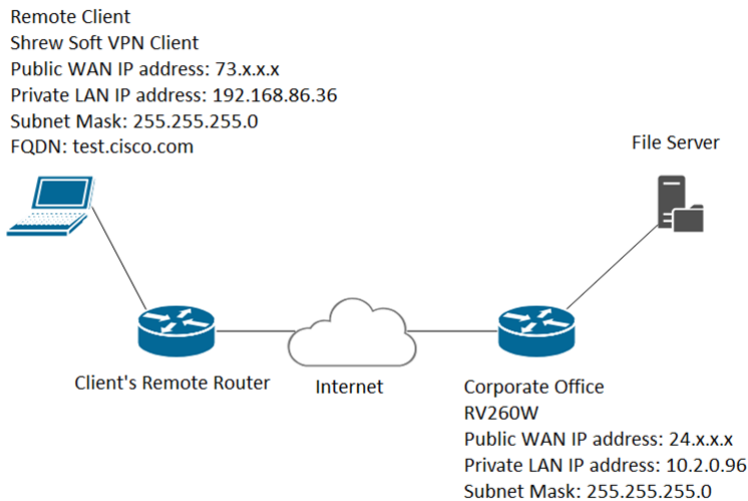 Remote Client
Shrew Soft VPN Client
Public WAN IP address: 73.x.x.x
Private LAN IP address: 192.168.86.36
Subnet Mask: 255.255.255.0
FQDN: test.cisco.com
File Server
Client's Remote Router
Internet
Corporate Office
RV260W
Public WAN IP address: 24.x.x.x
Private LAN IP address: 10.2.0.96
Subnet Mask: 255.255.255.0